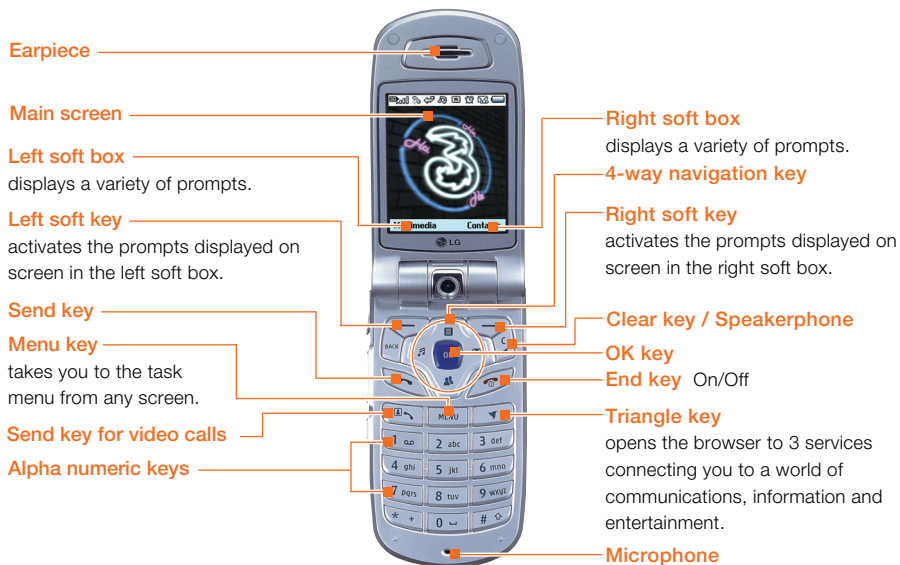 Earpiece
Main screen
Left soft box
displays a variety of prompts.
Left soft key
activates the prompts displayed on
screen in the left soft box.
Send key
Menu key
takes you to the task
menu from any screen.
Send key for video calls
Alpha numeric keys
3
LG
BACK
OK
C
MENU
1
2 abc
3 def
4 ghi
5 jkl
6 mno
7 pqrs
8 tuv
9 wxyz
* +
0
#
Right soft box
displays a variety of prompts.
4-way navigation key
Right soft key
activates the prompts displayed on
screen in the right soft box.
Clear key / Speakerphone
OK key
End key On/Off
Triangle key
opens the browser to 3 services
connecting you to a world of
communications, information and
entertainment.
Microphone